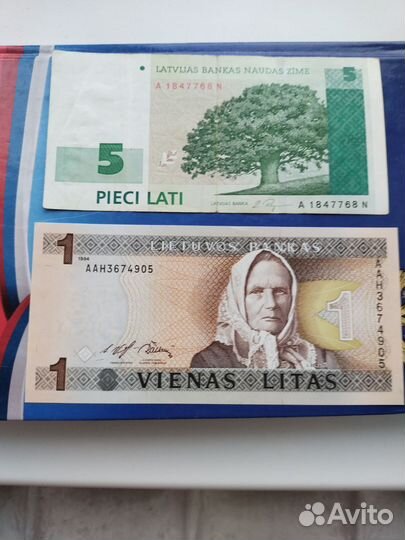 LATVIJAS BANKAS NAUDAS ZĪME
5
A 1847768 N
5
PIECI LATI
LATVIJAS BANKA
A 1847768 N
1
LIETUVOS BANKAS
1994
AAH3674905
AAH3674905
1
1
VIENAS LITAS
Avito